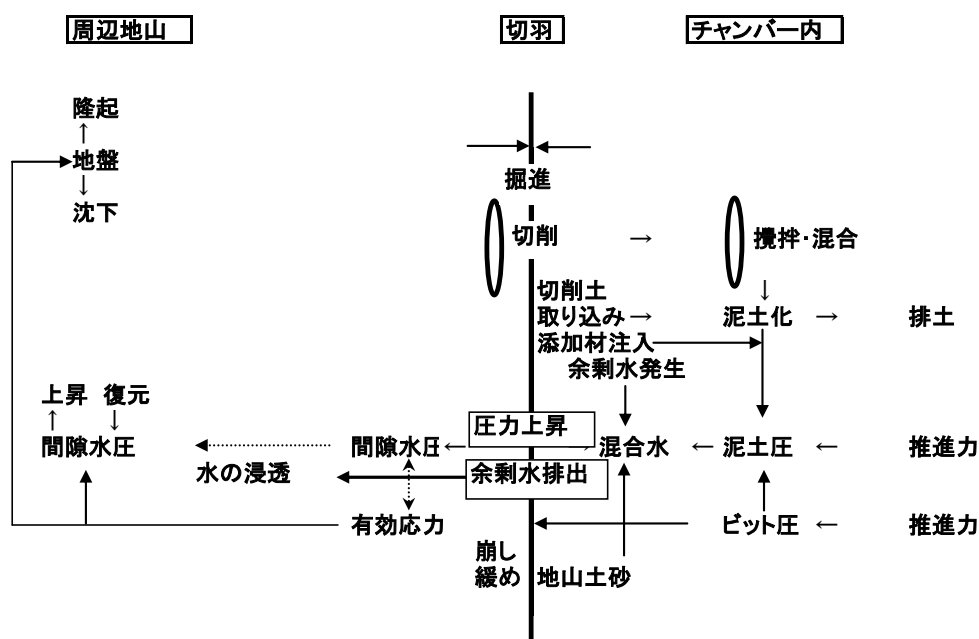 周辺地山
切羽
チャンバー内
隆起
↑
→地盤
↓
沈下
掘進
切削 →
攪拌・混合
↓
切削土
取り込み→
泥土化 → 排土
添加材注入
余剰水発生
上昇 復元
↑ ↓
間隙水圧
水の浸透
間隙水圧 ←
圧力上昇
混合水 ← 泥土圧 ← 推進力
余剰水排出
有効応力
ビット圧 ← 推進力
崩し
緩め
地山土砂